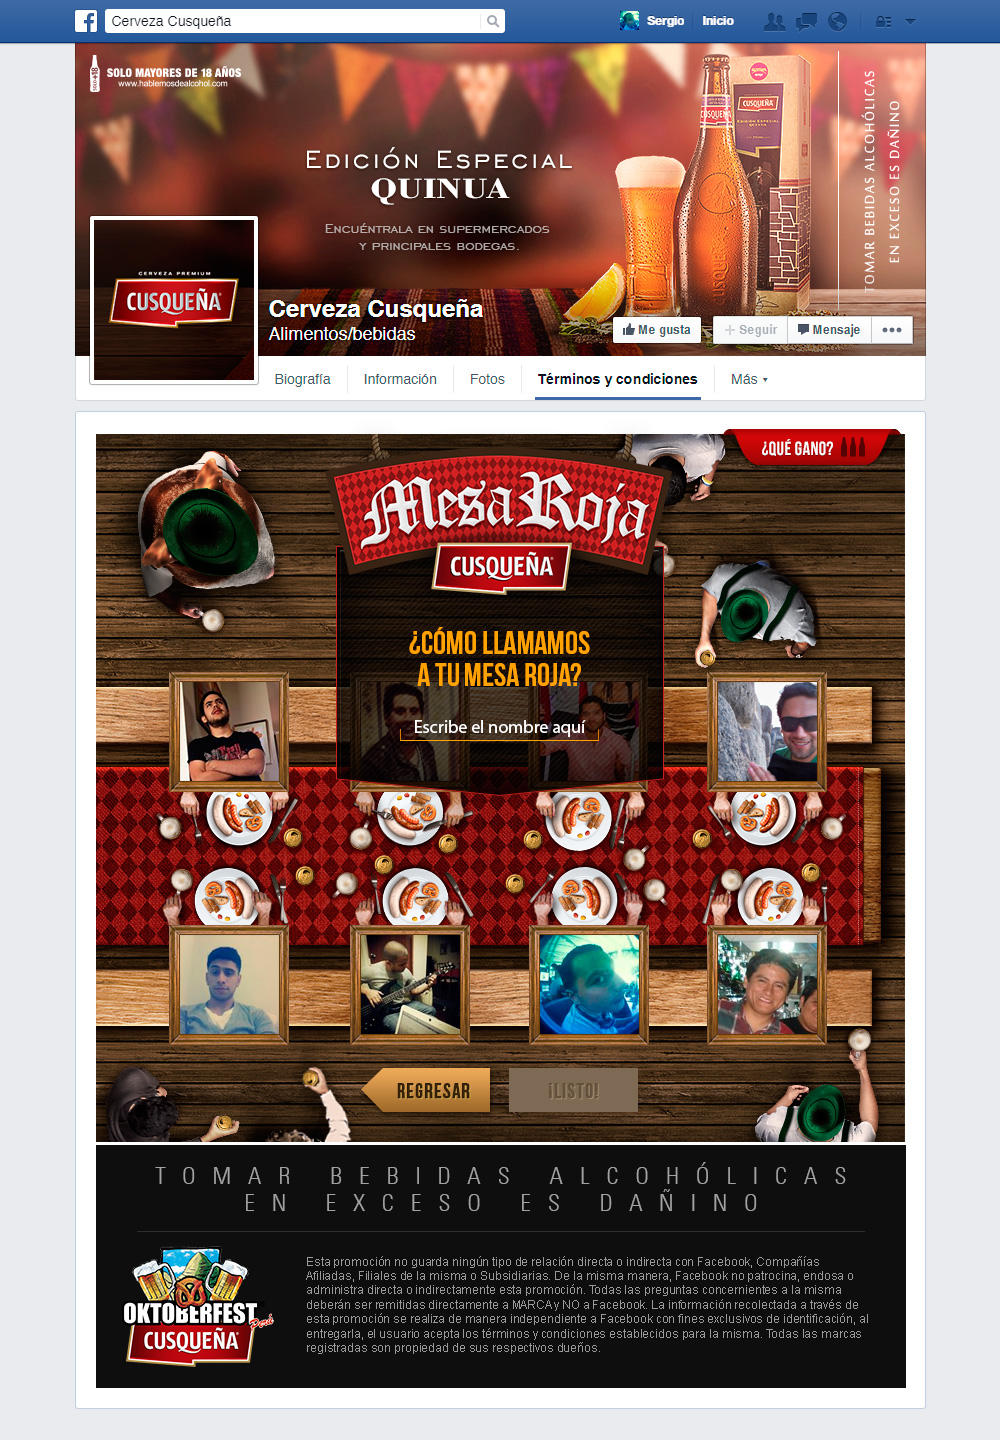 Cerveza Cusqueña
Sergio
Inicio
SOLO MAYORES DE 18 AÑOS
www.hablemosdealcohol.com
EDICIÓN ESPECIAL
QUINUA
ENCUÉNTRALA EN SUPERMERCADOS
Y PRINCIPALES BODEGAS.
CUSQUEÑA
CUSQUEÑA
EDICIÓN ESPECIAL
QUINUA
CUSQUEÑA
TOMAR BEBIDAS ALCOHÓLICAS
EN EXCESO ES DAÑINO
CERVEZA PREMIUM
CUSQUEÑA
Cerveza Cusqueña
Alimentos/bebidas
Me gusta
Seguir
Mensaje
Biografía
Información
Fotos
Términos y condiciones
Más
¿QUÉ GANO?
Mesa Roja
CUSQUEÑA
¿CÓMO LLAMAMOS
A TU MESA ROJA?
Escribe el nombre aquí
REGRESAR
¡LISTO!
TOMAR BEBIDAS ALCOHÓLICAS
EN EXCESO ES DAÑINO
OKTOBERFEST
Perú
CUSQUEÑA
Esta promoción no guarda ningún tipo de relación directa o indirecta con Facebook, Compañías
Afiliadas, Filiales de la misma o Subsidiarias. De la misma manera, Facebook no patrocina, endosa o
administra directa o indirectamente esta promoción. Todas las preguntas concernientes a la misma
deberán ser remitidas directamente a MARCA y NO a Facebook. La información recolectada a través de
esta promoción se realiza de manera independiente a Facebook con fines exclusivos de identificación, al
entregarla, el usuario acepta los términos y condiciones establecidos para la misma. Todas las marcas
registradas son propiedad de sus respectivos dueños.